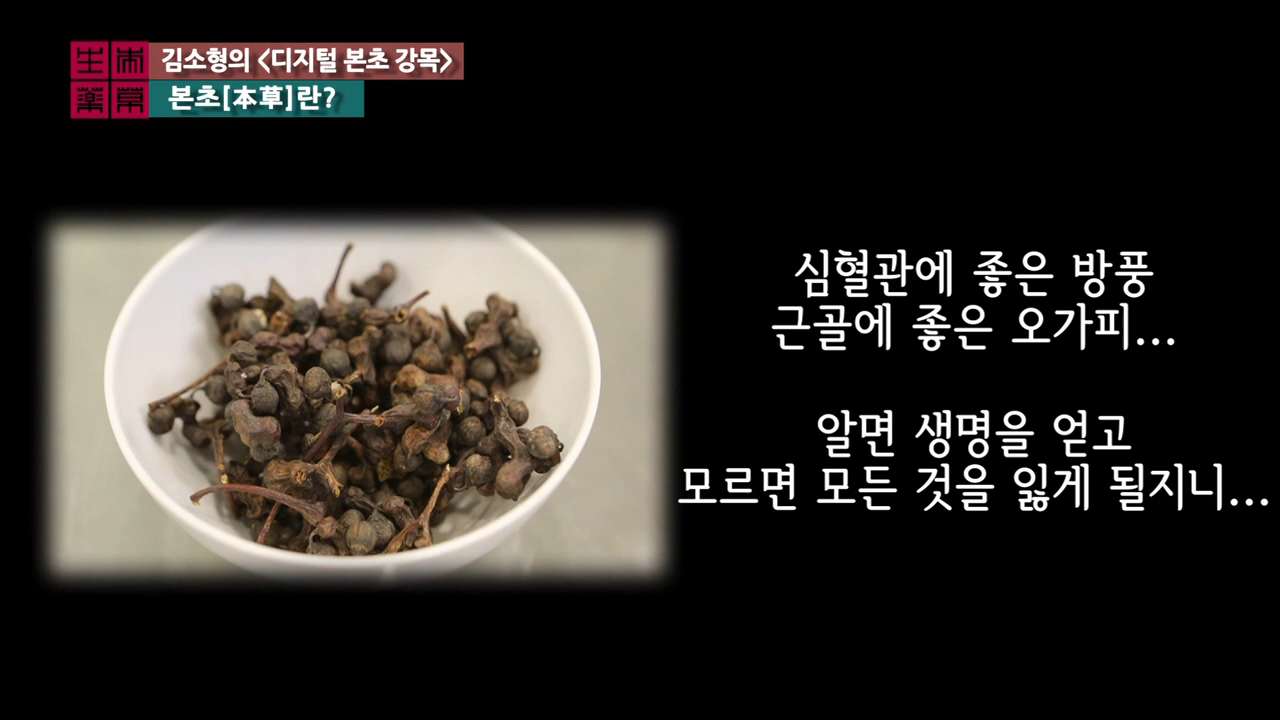 김소형의 <디지털 본초 강목>
본초[本草]란?
심혈관에 좋은 방풍
근골에 좋은 오가피...
알면 생명을 얻고
모르면 모든 것을 잃게 될지니...